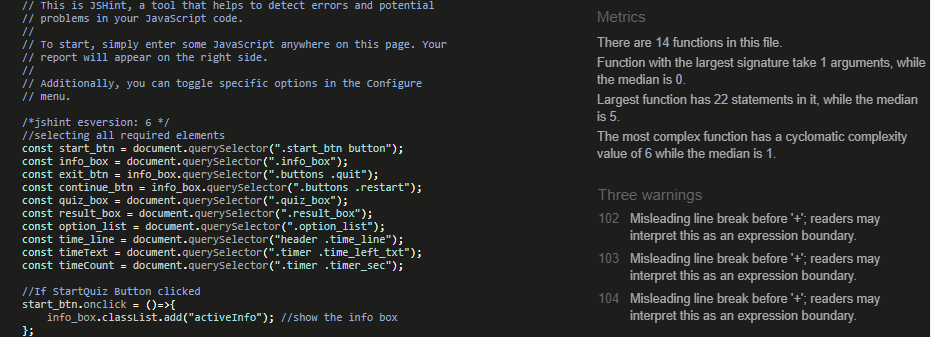 // This is JSHint, a tool that helps to detect errors and potential
// problems in your JavaScript code.
//
// To start, simply enter some JavaScript anywhere on this page. Your
// report will appear on the right side.
//
// Additionally, you can toggle specific options in the Configure
// menu.

/*jshint esversion: 6 */
//selecting all required elements
const start_btn = document.querySelector(".start_btn button");
const info_box = document.querySelector(".info_box");
const exit_btn = info_box.querySelector(".buttons .quit");
const continue_btn = info_box.querySelector(".buttons .restart");
const quiz_box = document.querySelector(".quiz_box");
const result_box = document.querySelector(".result_box");
const option_list = document.querySelector(".option_list");
const time_line = document.querySelector("header .time_line");
const timeText = document.querySelector(".timer .time_left_txt");
const timeCount = document.querySelector(".timer .timer_sec");

//If StartQuiz Button clicked
start_btn.onclick = ()=>{
    info_box.classList.add("activeInfo"); //show the info box
};
Metrics
There are 14 functions in this file.
Function with the largest signature take 1 arguments, while
the median is 0.
Largest function has 22 statements in it, while the median
is 5.
The most complex function has a cyclomatic complexity
value of 6 while the median is 1.
Three warnings
102 Misleading line break before '+'; readers may
interpret this as an expression boundary.
103 Misleading line break before '+'; readers may
interpret this as an expression boundary.
104 Misleading line break before '+'; readers may
interpret this as an expression boundary.